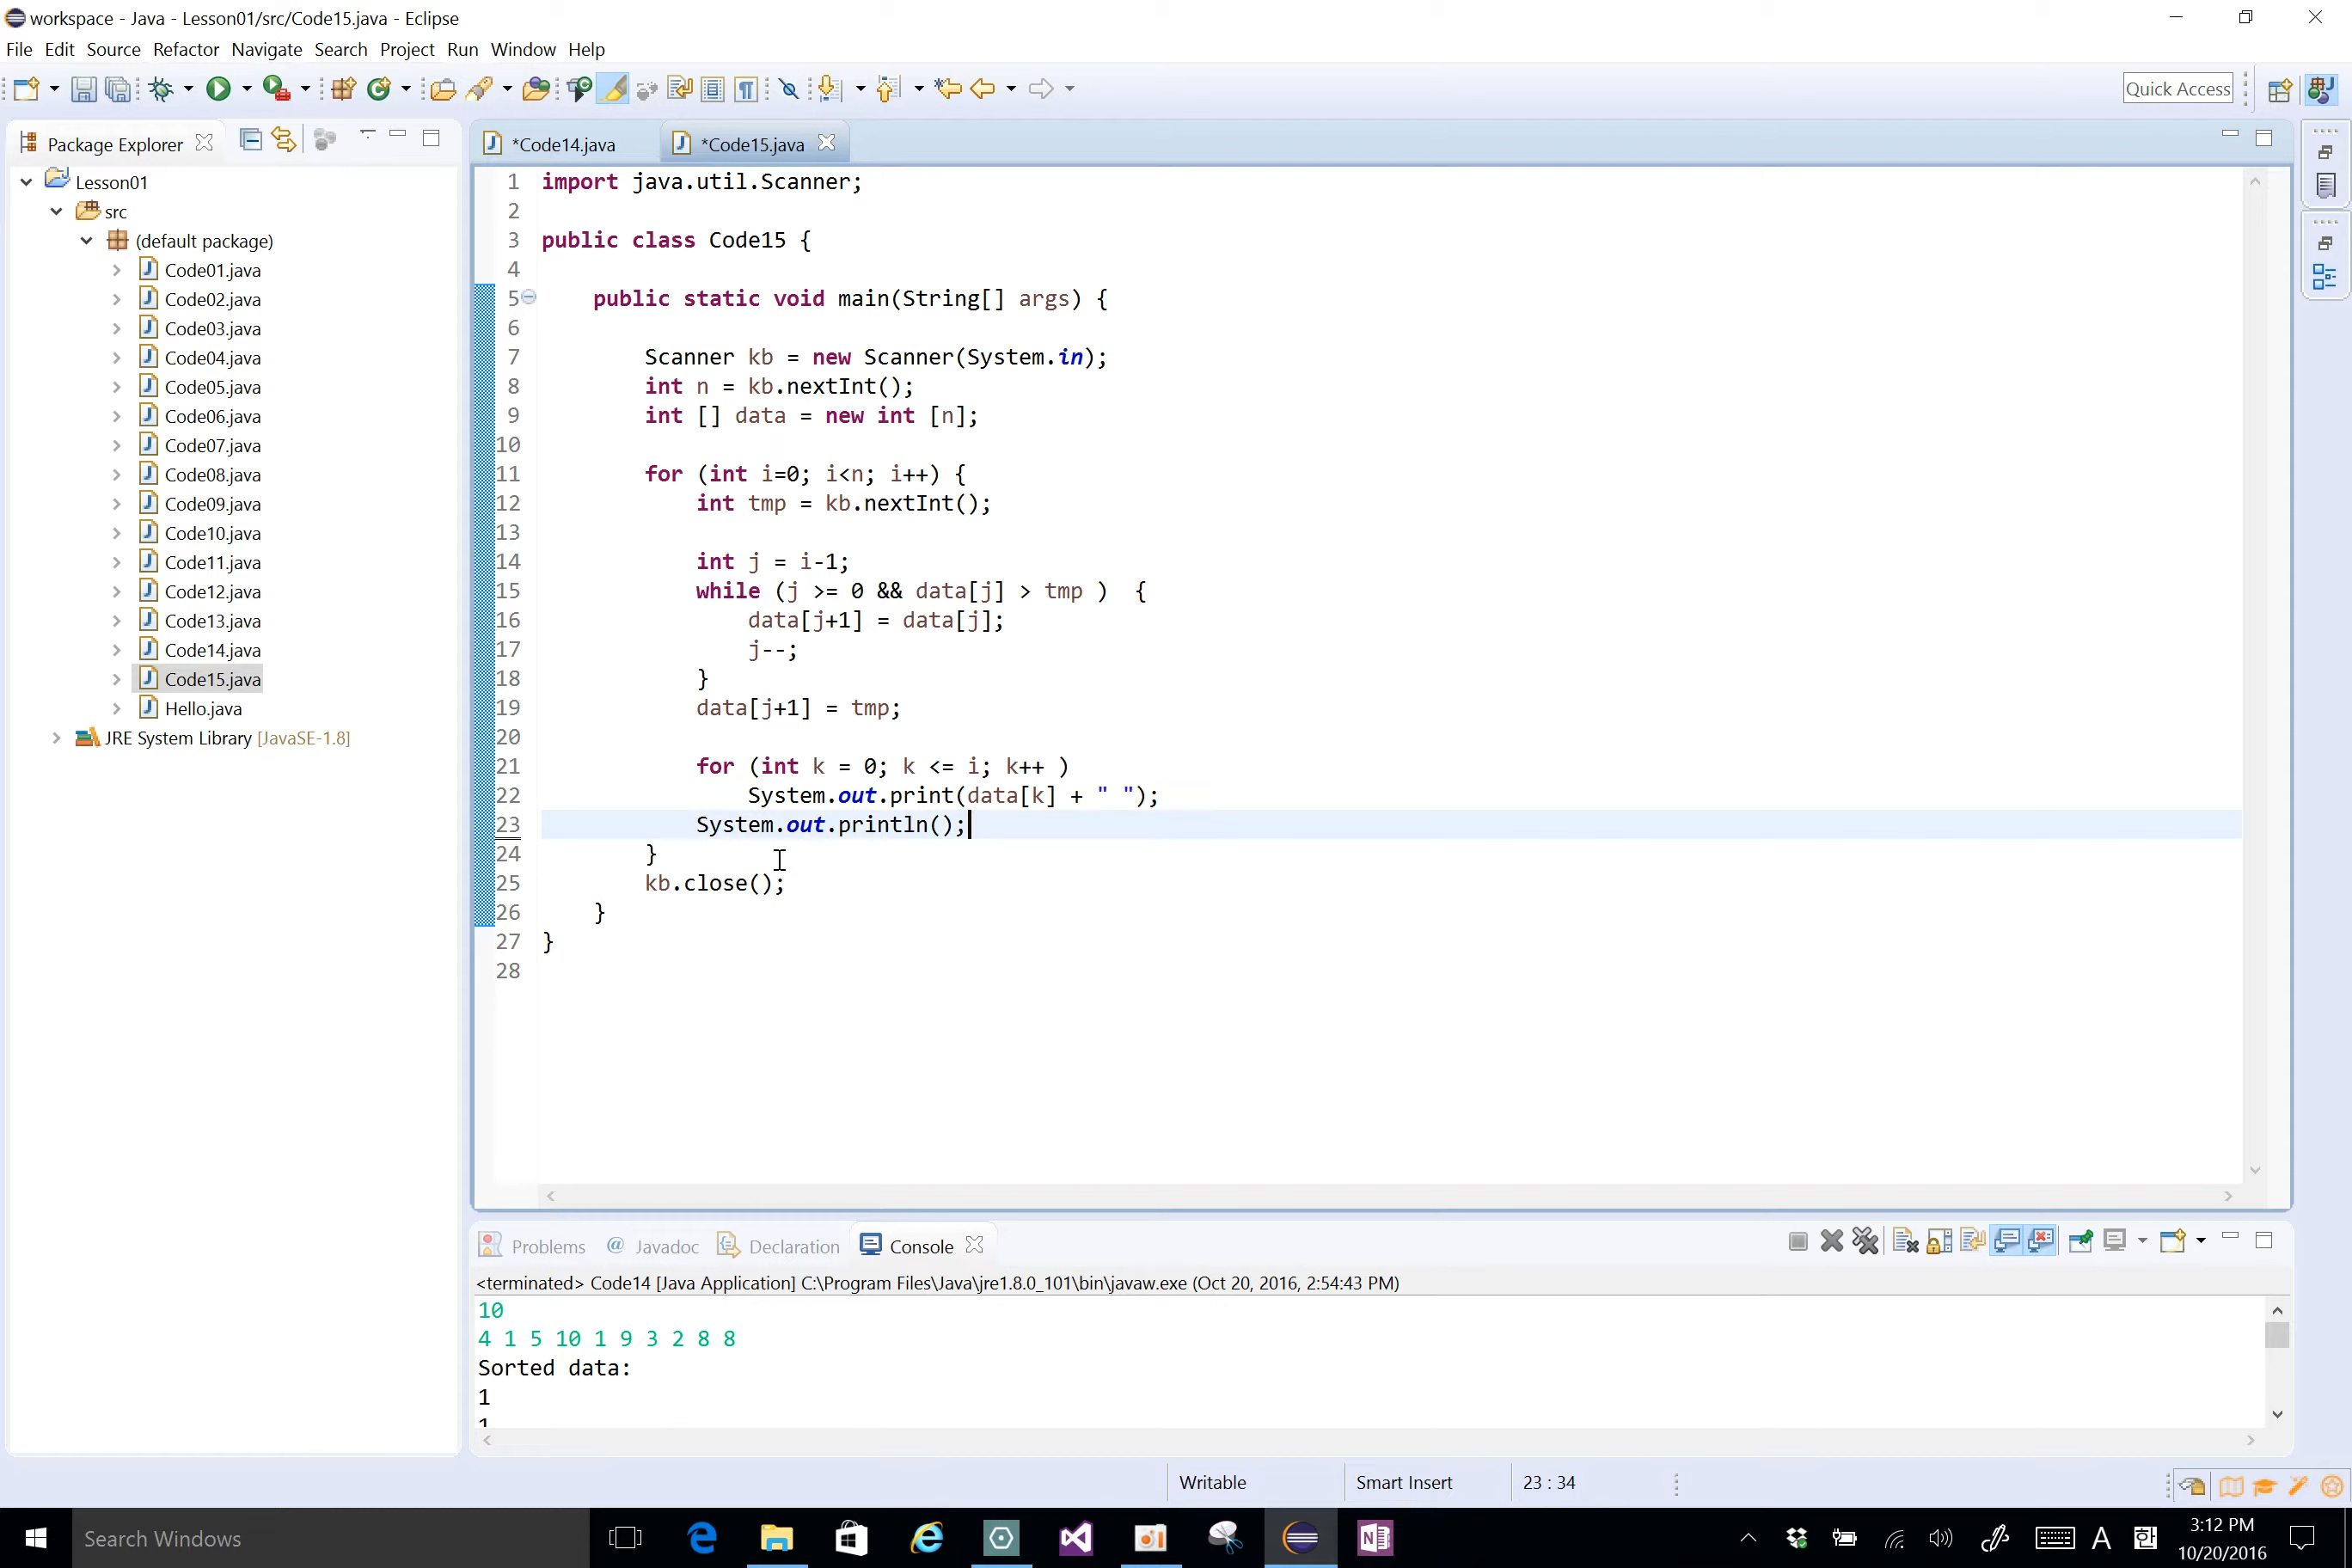 workspace - Java - Lesson01/src/Code15.java - Eclipse
File Edit Source Refactor Navigate Search Project Run Window Help
Quick Access
Package Explorer
*Code14.java
*Code15.java
Lesson01
src
(default package)
Code01.java
Code02.java
Code03.java
Code04.java
Code05.java
Code06.java
Code07.java
Code08.java
Code09.java
Code10.java
Code11.java
Code12.java
Code13.java
Code14.java
Code15.java
Hello.java
JRE System Library [JavaSE-1.8]
1 import java.util.Scanner;
2
3 public class Code15 {
4
5 public static void main(String[] args) {
6
7 Scanner kb = new Scanner(System.in);
8 int n = kb.nextInt();
9 int [] data = new int [n];
10
11 for (int i=0; i<n; i++) {
12 int tmp = kb.nextInt();
13
14 int j = i-1;
15 while (j >= 0 && data[j] > tmp ) {
16 data[j+1] = data[j];
17 j--;
18 }
19 data[j+1] = tmp;
20
21 for (int k = 0; k <= i; k++ )
22 System.out.print(data[k] + " ");
23 System.out.println();
24 }
25 kb.close();
26 }
27 }
28
Problems @ Javadoc Declaration Console
<terminated> Code14 [Java Application] C:\Program Files\Java\jre1.8.0_101\bin\javaw.exe (Oct 20, 2016, 2:54:43 PM)
10
4 1 5 10 1 9 3 2 8 8
Sorted data:
1
1
Writable
Smart Insert
23 : 34
Search Windows
A
한
3:12 PM
10/20/2016